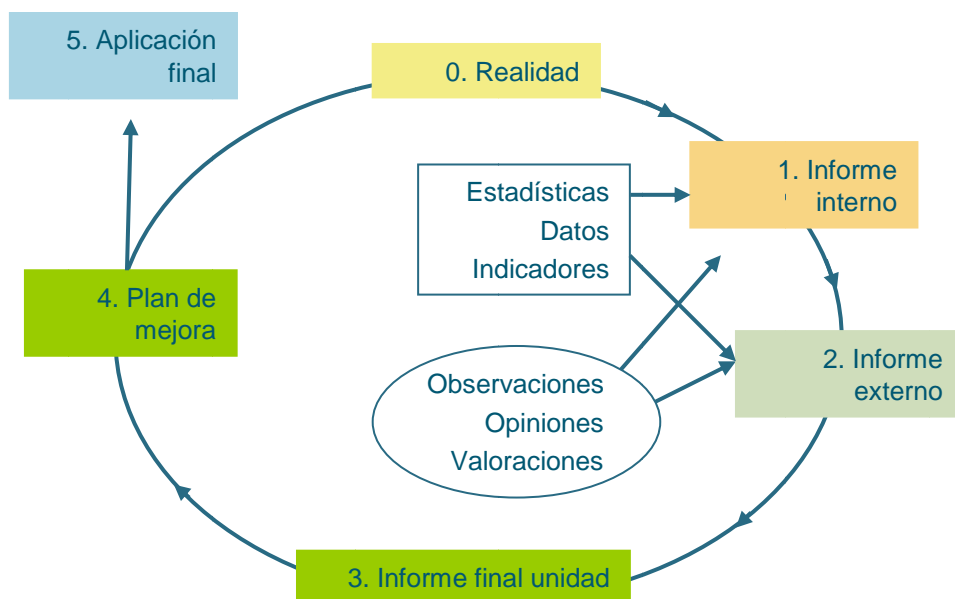 5. Aplicación
final
0. Realidad
1. Informe
interno
Estadísticas
Datos
Indicadores
4. Plan de
mejora
2. Informe
externo
Observaciones
Opiniones
Valoraciones
3. Informe final unidad